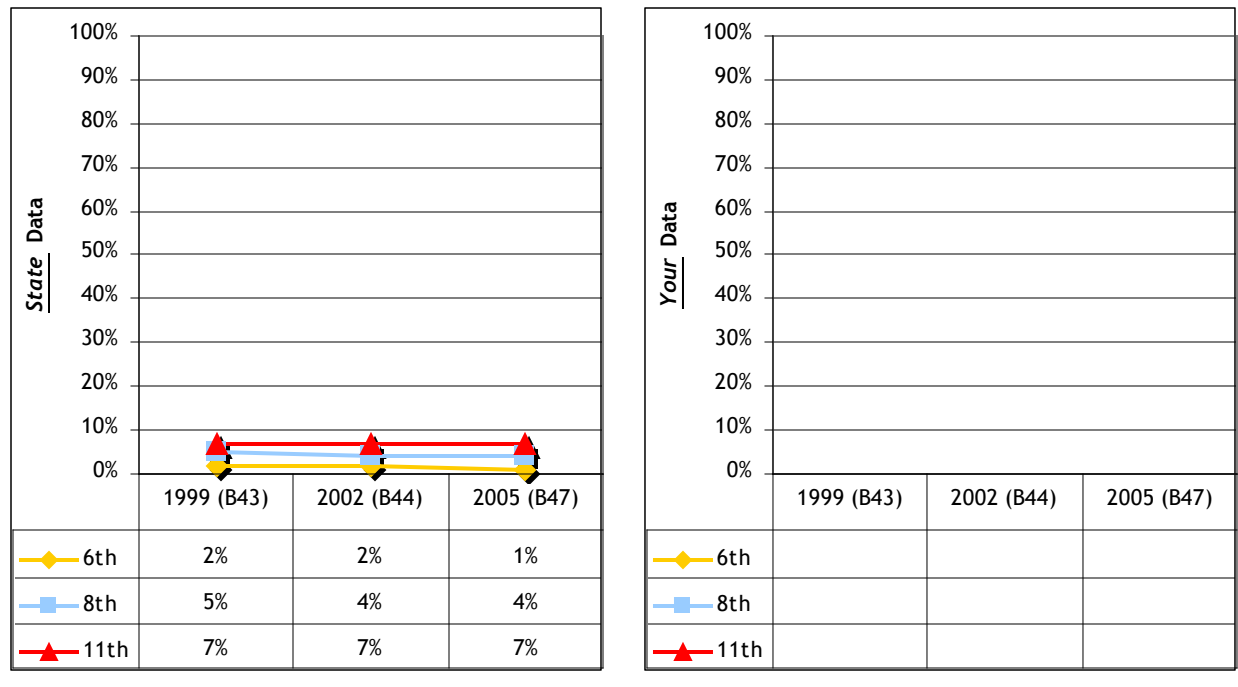 State Data
100%
90%
80%
70%
60%
50%
40%
30%
20%
10%
0%
1999 (B43) 2002 (B44) 2005 (B47)
6th 2% 2% 1%
8th 5% 4% 4%
11th 7% 7% 7%
Your Data
100%
90%
80%
70%
60%
50%
40%
30%
20%
10%
0%
1999 (B43) 2002 (B44) 2005 (B47)
6th
8th
11th